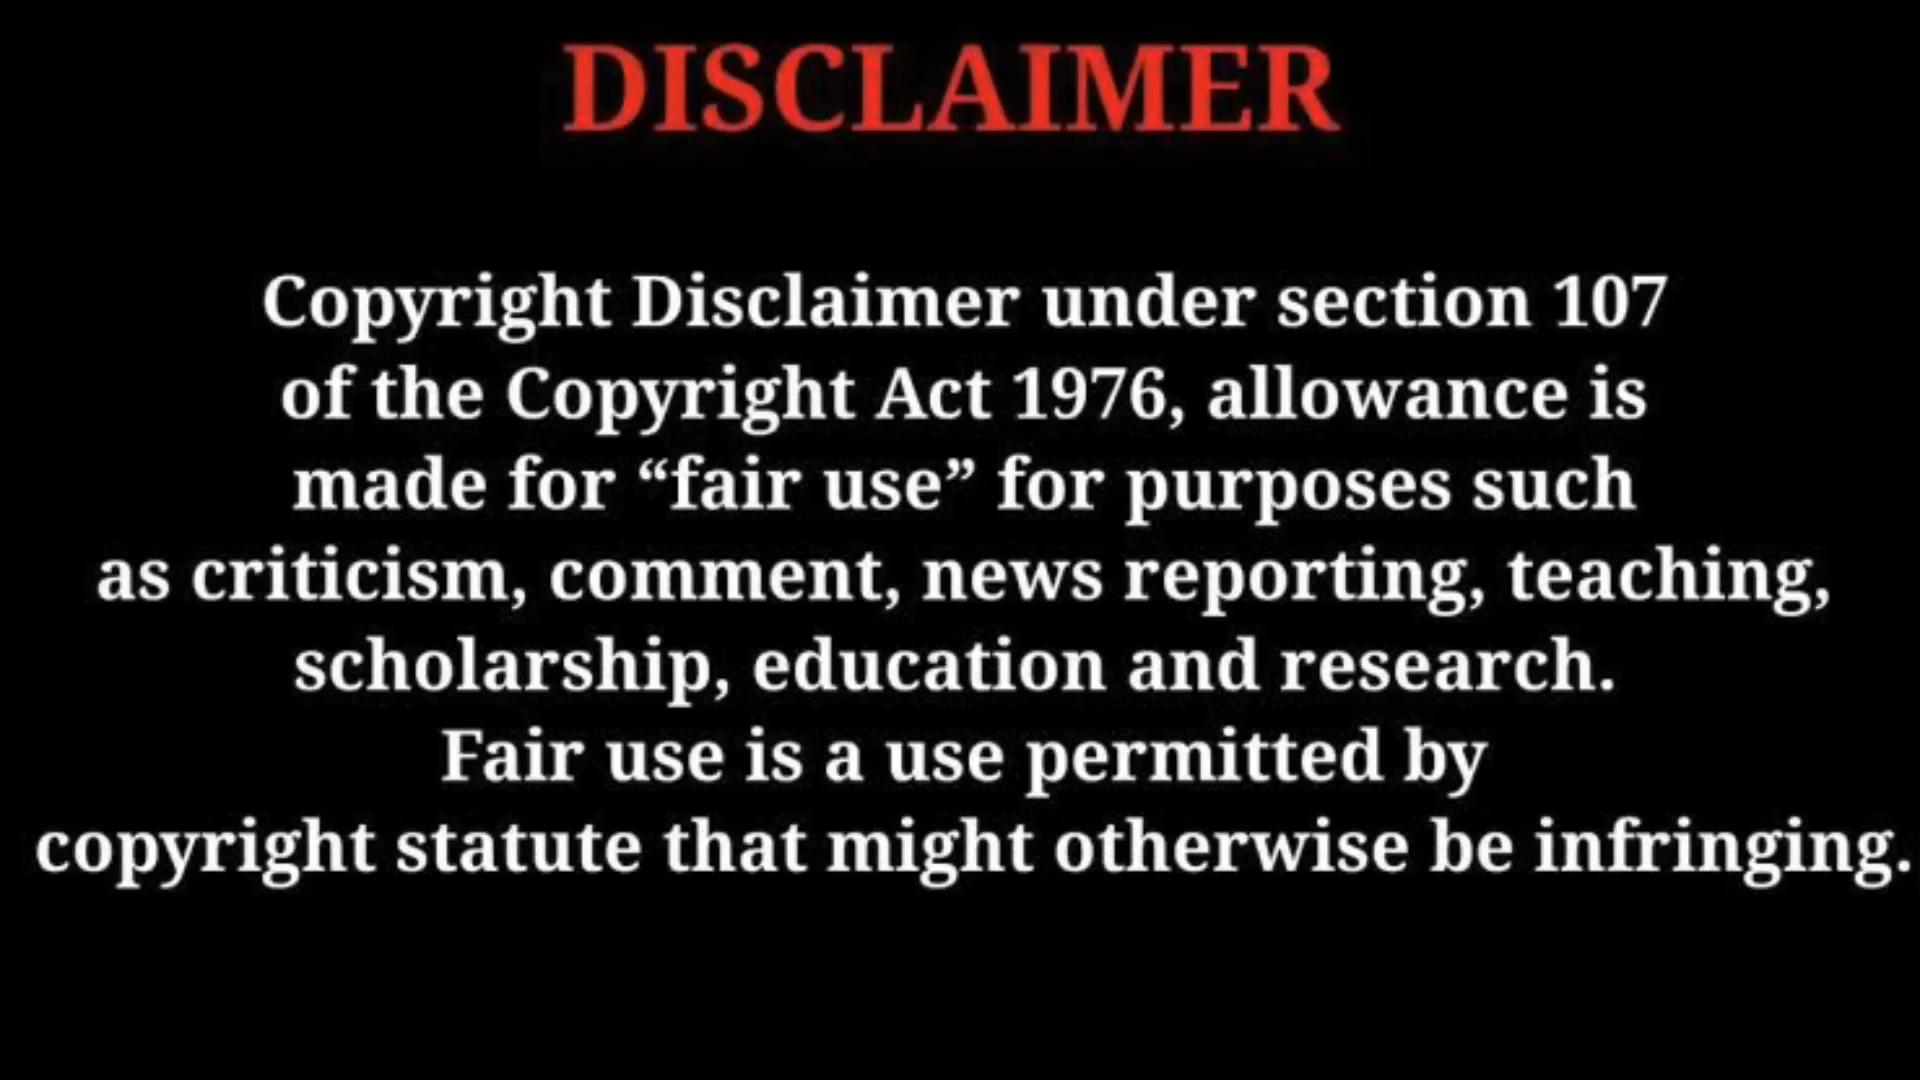 DISCLAIMER
Copyright Disclaimer under section 107
of the Copyright Act 1976, allowance is
made for “fair use” for purposes such
as criticism, comment, news reporting, teaching,
scholarship, education and research.
Fair use is a use permitted by
copyright statute that might otherwise be infringing.